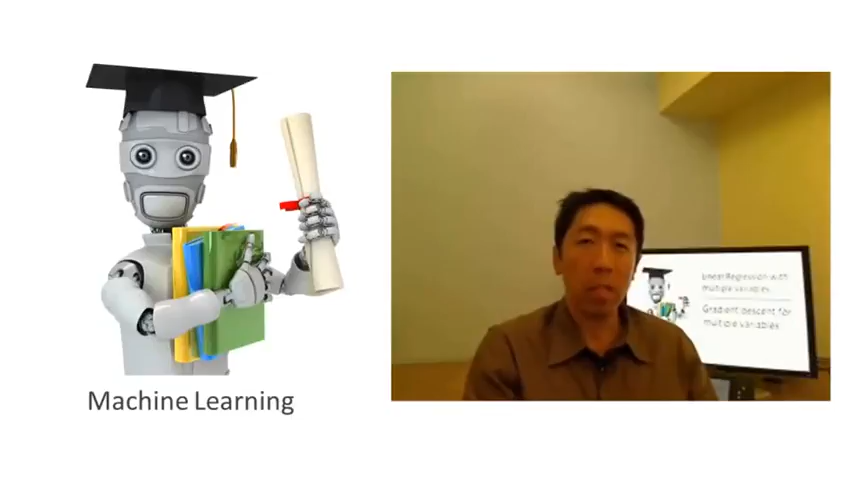 Machine Learning
Linear Regression with
multiple variables
Gradient descent for
multiple variables